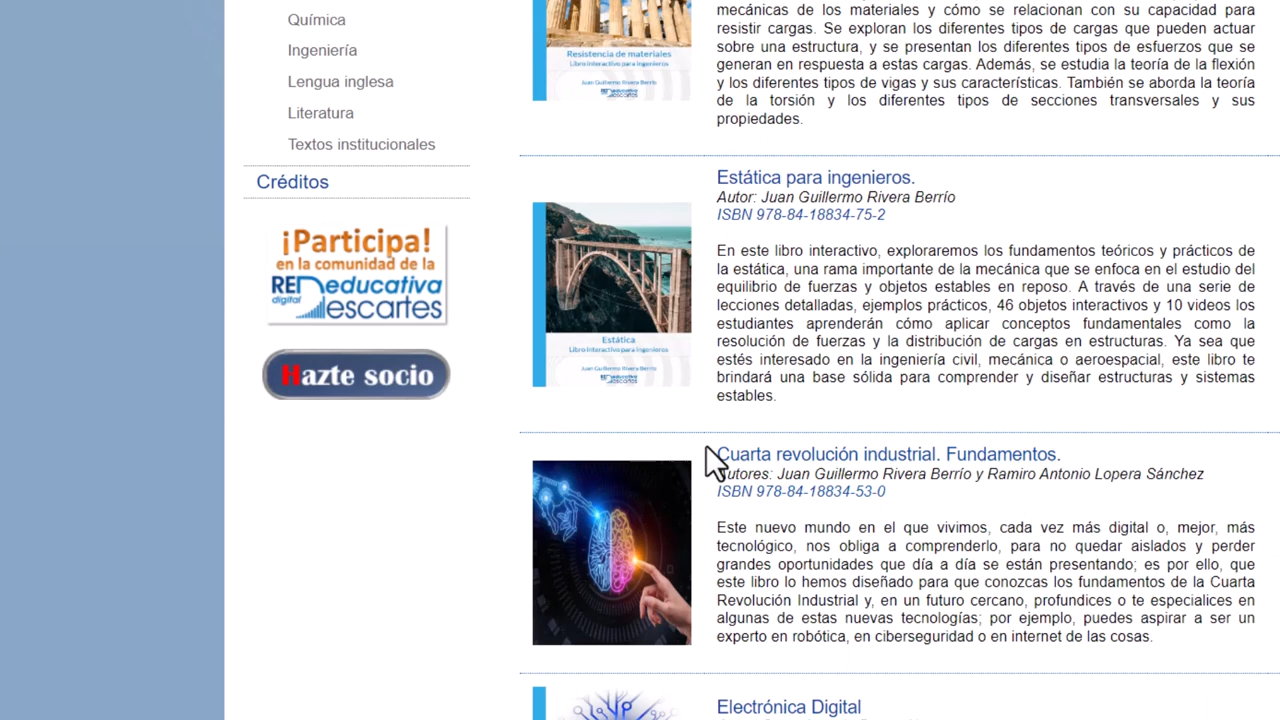 Química
Ingeniería
Lengua inglesa
Literatura
Textos institucionales
Créditos
¡Participa!
en la comunidad de la
RED educativa
digital Descartes
Hazte socio
Resistencia de materiales
Libro interactivo para ingenieros
Juan Guillermo Rivera Berrío
mecánicas de los materiales y cómo se relacionan con su capacidad para
resistir cargas. Se exploran los diferentes tipos de cargas que pueden actuar
sobre una estructura, y se presentan los diferentes tipos de esfuerzos que se
generan en respuesta a estas cargas. Además, se estudia la teoría de la flexión
y los diferentes tipos de vigas y sus características. También se aborda la teoría
de la torsión y los diferentes tipos de secciones transversales y sus
propiedades.
Estática
Libro interactivo para ingenieros
Juan Guillermo Rivera Berrío
Estática para ingenieros.
Autor: Juan Guillermo Rivera Berrío
ISBN 978-84-18834-75-2
En este libro interactivo, exploraremos los fundamentos teóricos y prácticos de
la estática, una rama importante de la mecánica que se enfoca en el estudio del
equilibrio de fuerzas y objetos estables en reposo. A través de una serie de
lecciones detalladas, ejemplos prácticos, 46 objetos interactivos y 10 videos los
estudiantes aprenderán cómo aplicar conceptos fundamentales como la
resolución de fuerzas y la distribución de cargas en estructuras. Ya sea que
estés interesado en la ingeniería civil, mecánica o aeroespacial, este libro te
brindará una base sólida para comprender y diseñar estructuras y sistemas
estables.
Cuarta revolución industrial. Fundamentos.
Autores: Juan Guillermo Rivera Berrío y Ramiro Antonio Lopera Sánchez
ISBN 978-84-18834-53-0
Este nuevo mundo en el que vivimos, cada vez más digital o, mejor, más
tecnológico, nos obliga a comprenderlo, para no quedar aislados y perder
grandes oportunidades que día a día se están presentando; es por ello, que
este libro lo hemos diseñado para que conozcas los fundamentos de la Cuarta
Revolución Industrial y, en un futuro cercano, profundices o te especialices en
algunas de estas nuevas tecnologías; por ejemplo, puedes aspirar a ser un
experto en robótica, en ciberseguridad o en internet de las cosas.
Electrónica Digital